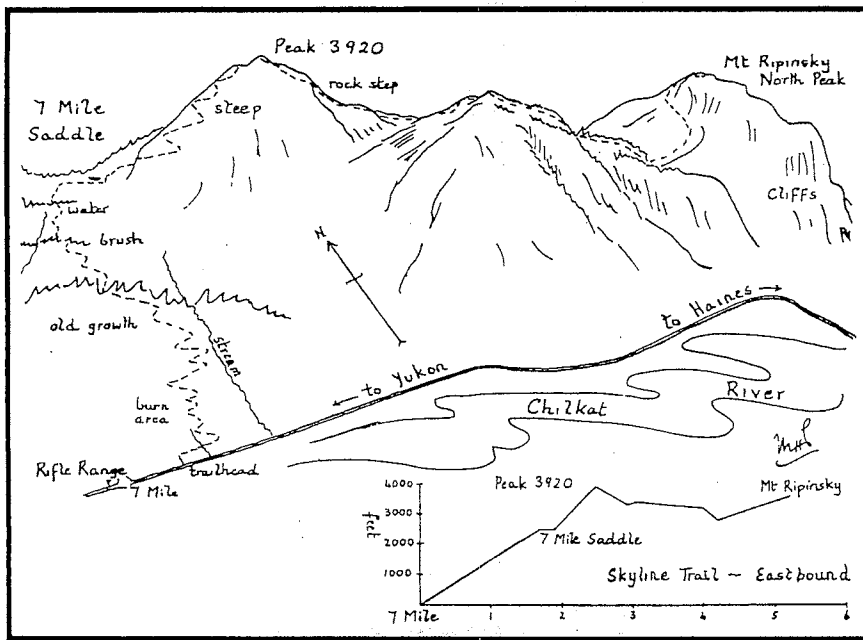 Peak 3920
rock step
Mt Ripinsky
North Peak
7 Mile
Saddle
steep
Cliffs
water
brush
N
old growth
stream
to Haines
to Yukon
burn
area
Chilkat River
Rifle Range
trailhead
7 Mile
4,000
3000
2000
1000
feet
Peak 3920
Mt Ripinsky
7 Mile Saddle
Skyline Trail ~ Eastbound
7 Mile 1 2 3 4 5 6